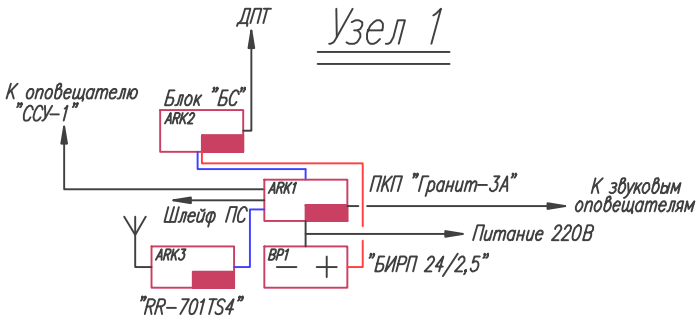 ДПТ
Узел 1
К оповещателю
"ССУ-1"
Блок "БС"
ARK2
ARK1
ПКП "Гранит-3А"
К звуковым
оповещателям
Шлейф ПС
Питание 220В
ARK3
BP1
"БИРП 24/2,5"
"RR-701TS4"